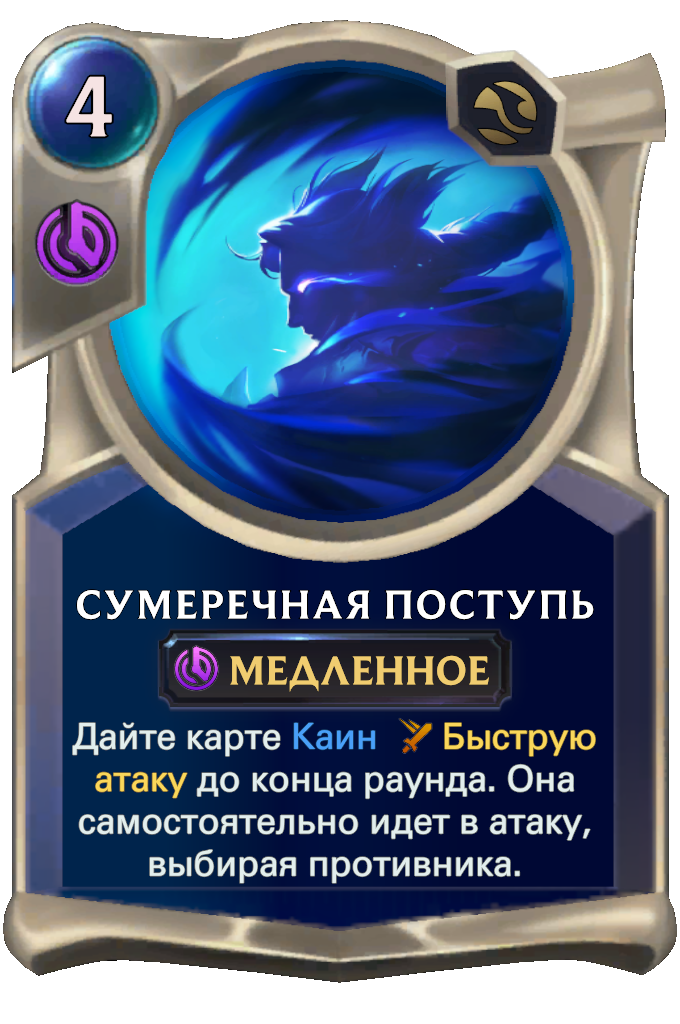 4
СУМЕРЕЧНАЯ ПОСТУПЬ
МЕДЛЕННОЕ
Дайте карте Каин Быструю
атаку до конца раунда. Она
самостоятельно идет в атаку,
выбирая противника.